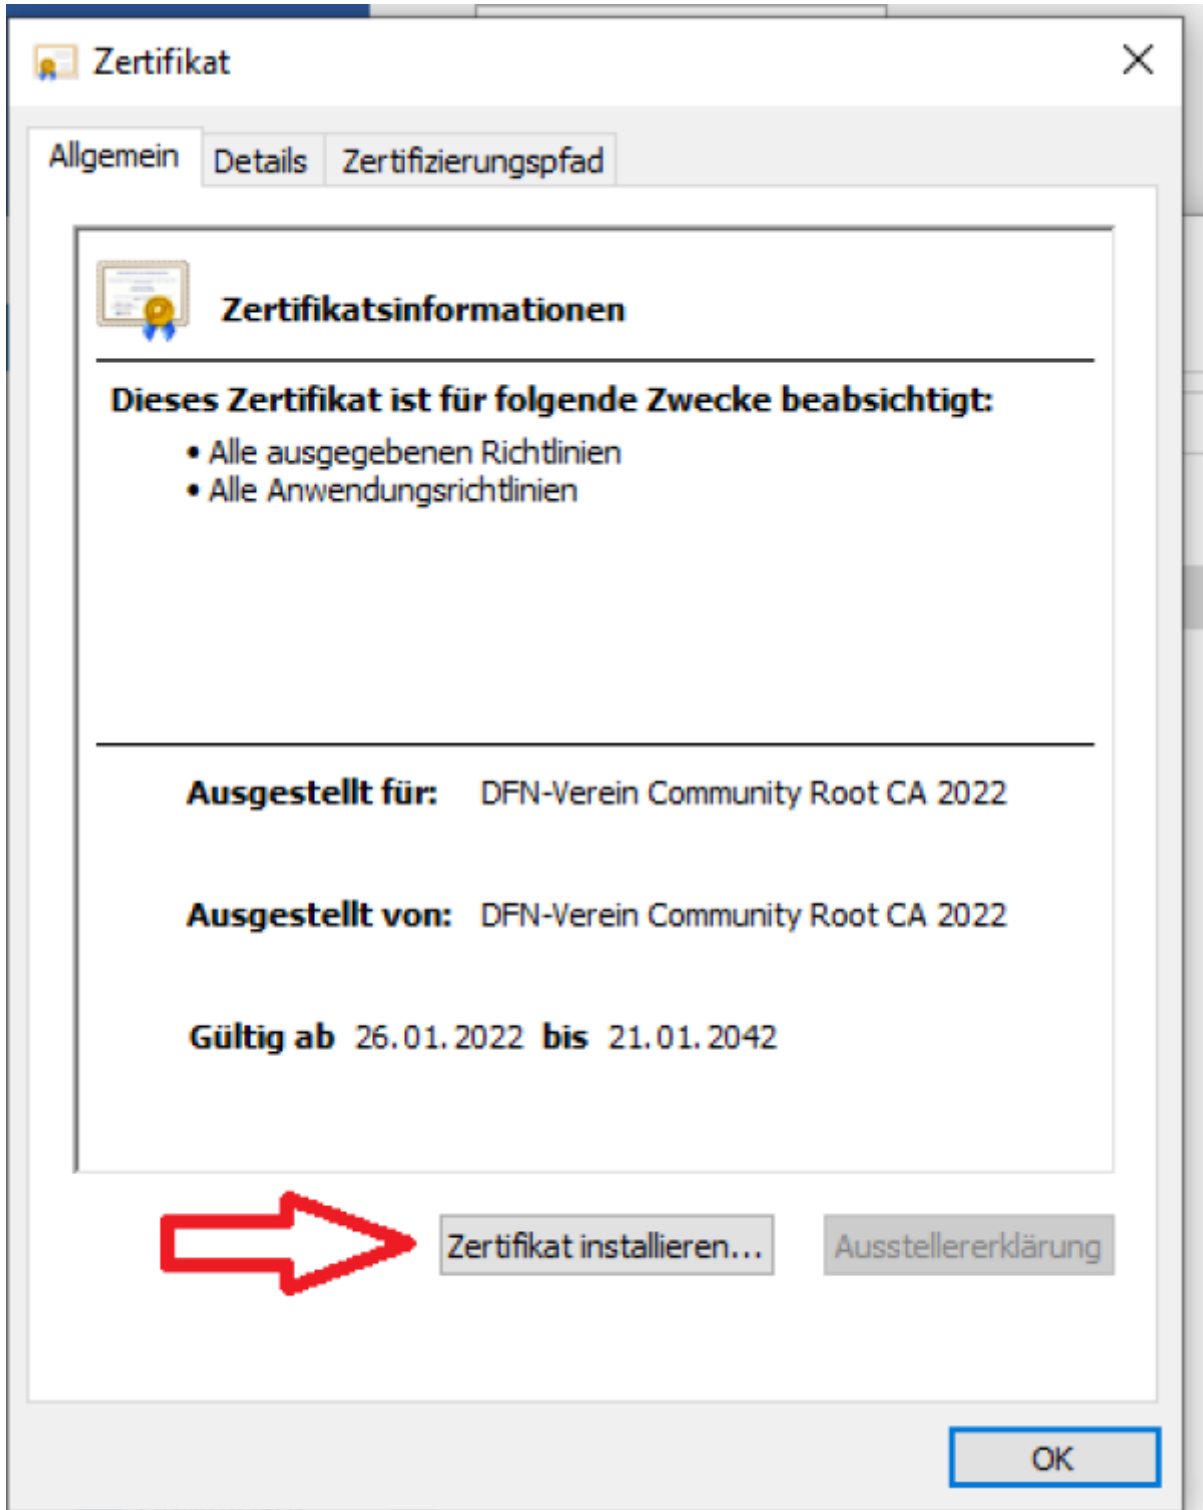 Zertifikat
Allgemein Details Zertifizierungspfad
Zertifikatsinformationen
Dieses Zertifikat ist für folgende Zwecke beabsichtigt:
• Alle ausgegebenen Richtlinien
• Alle Anwendungsrichtlinien
Ausgestellt für: DFN-Verein Community Root CA 2022
Ausgestellt von: DFN-Verein Community Root CA 2022
Gültig ab 26.01.2022 bis 21.01.2042
Zertifikat installieren... Ausstellererklärung
OK